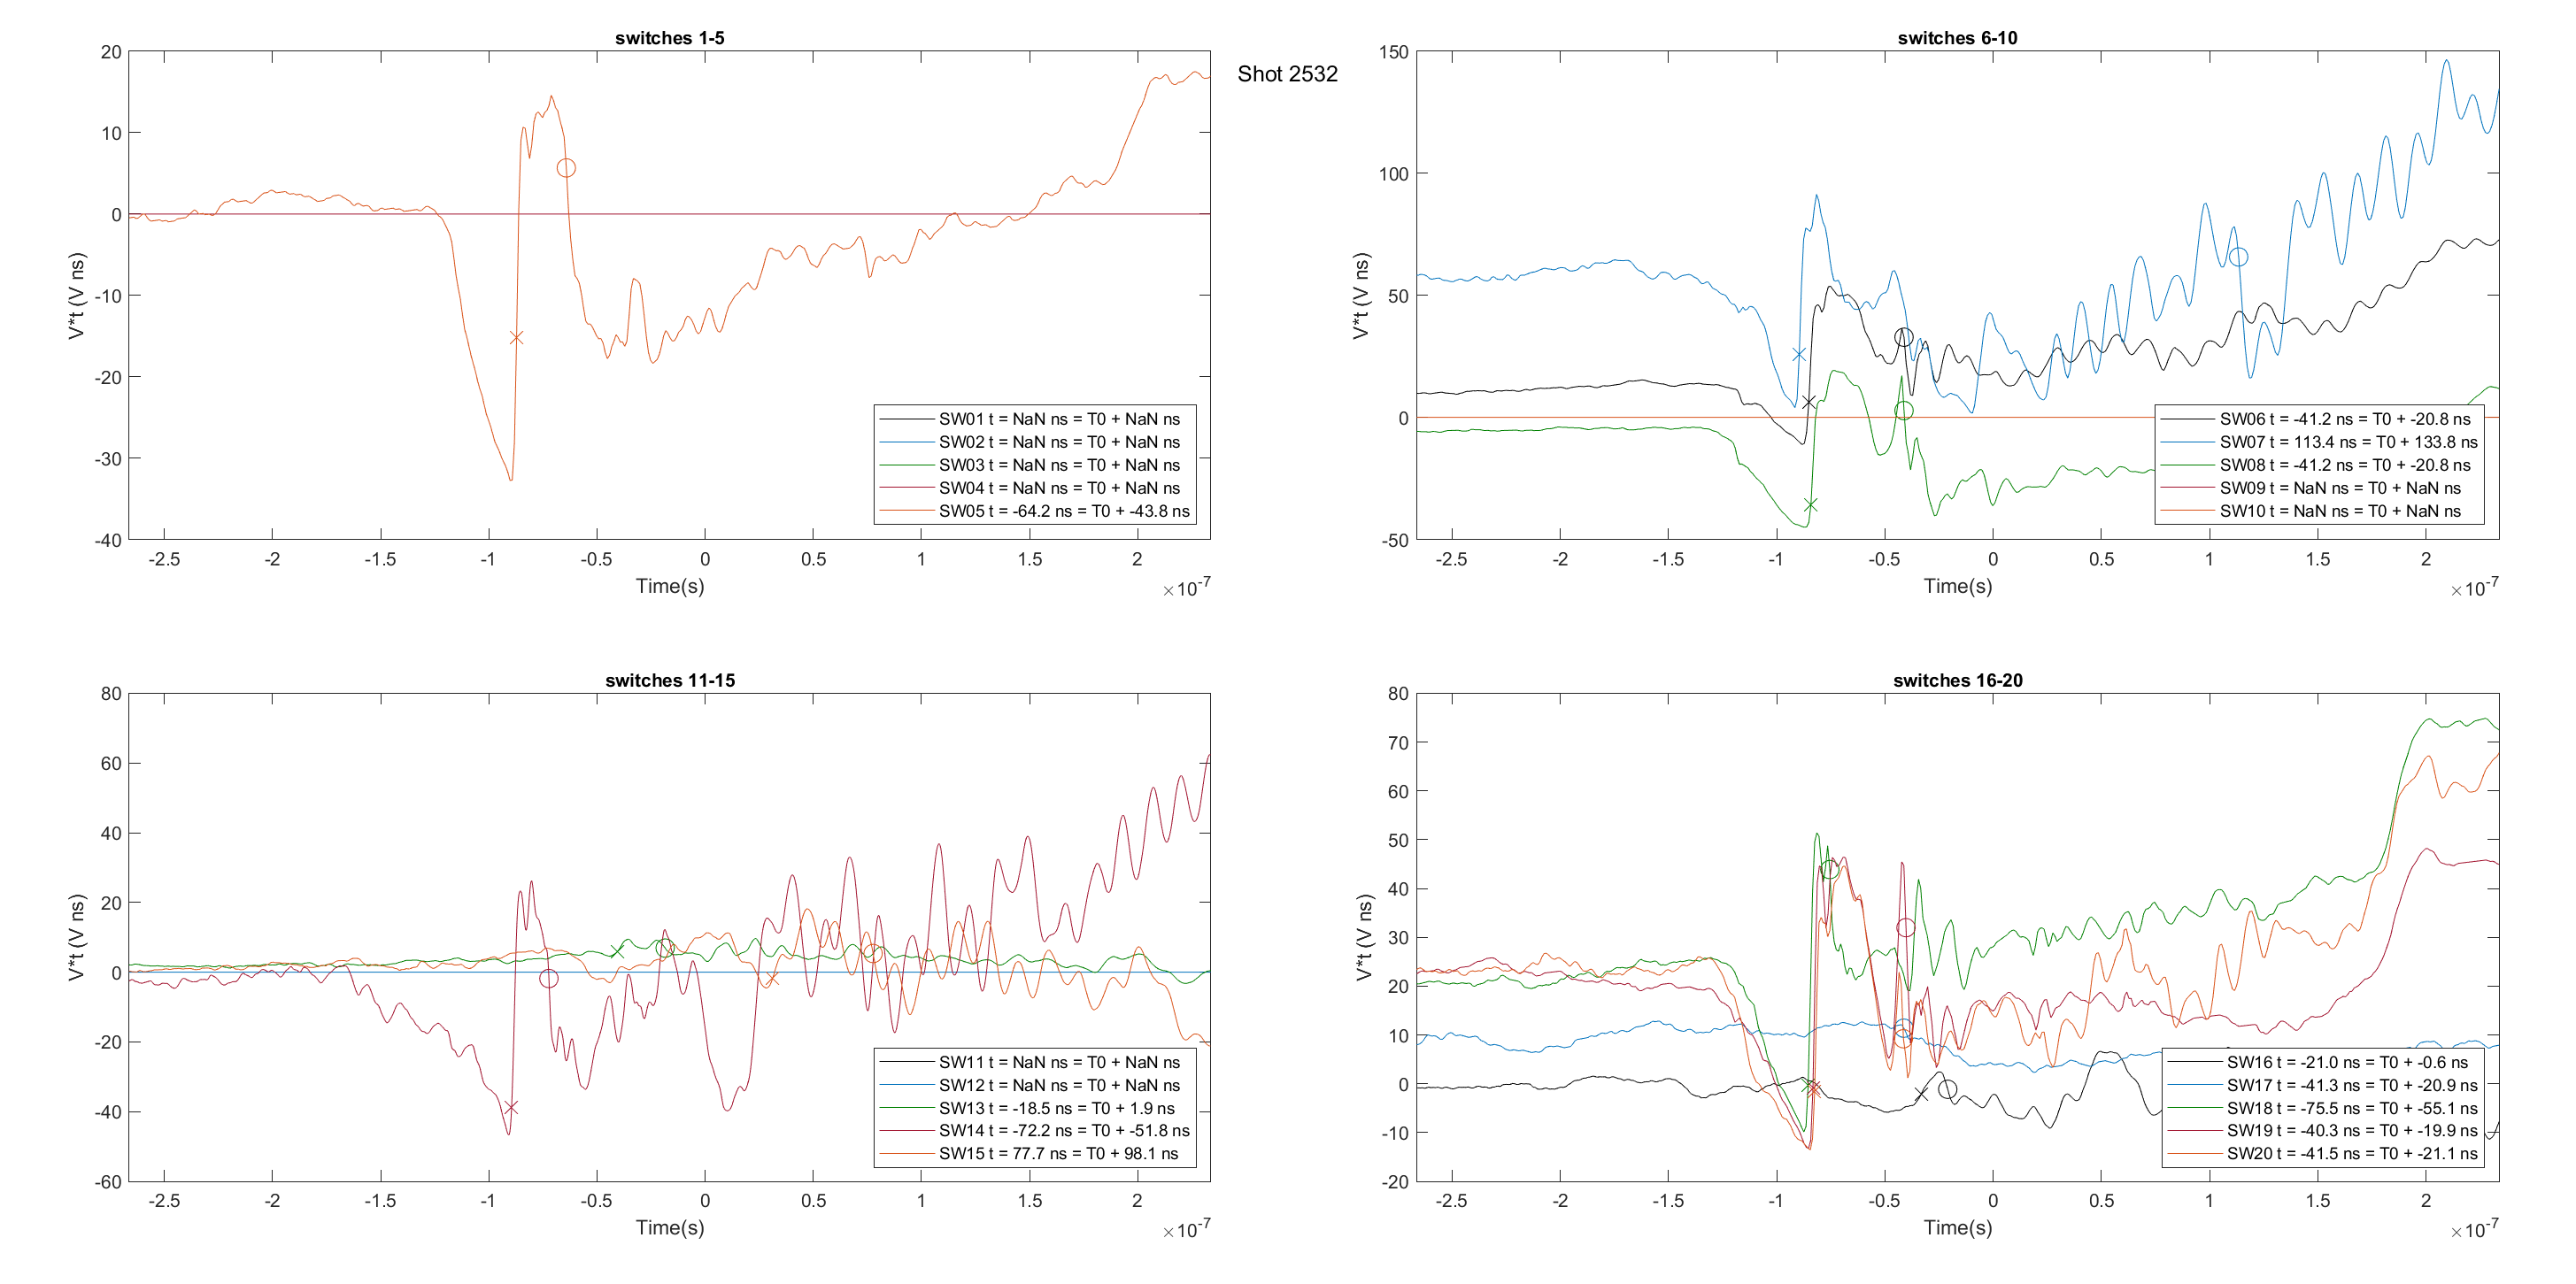 Shot 2532
switches 1-5
20
10
0
-10
-20
-30
-40
V*t (V ns)
-2.5 -2 -1.5 -1 -0.5 0 0.5 1 1.5 2
Time(s)
×10-7
SW01 t = NaN ns = T0 + NaN ns
SW02 t = NaN ns = T0 + NaN ns
SW03 t = NaN ns = T0 + NaN ns
SW04 t = NaN ns = T0 + NaN ns
SW05 t = -64.2 ns = T0 + -43.8 ns
switches 6-10
150
100
50
0
-50
V*t (V ns)
-2.5 -2 -1.5 -1 -0.5 0 0.5 1 1.5 2
Time(s)
×10-7
SW06 t = -41.2 ns = T0 + -20.8 ns
SW07 t = 113.4 ns = T0 + 133.8 ns
SW08 t = -41.2 ns = T0 + -20.8 ns
SW09 t = NaN ns = T0 + NaN ns
SW10 t = NaN ns = T0 + NaN ns
switches 11-15
80
60
40
20
0
-20
-40
-60
V*t (V ns)
-2.5 -2 -1.5 -1 -0.5 0 0.5 1 1.5 2
Time(s)
×10-7
SW11 t = NaN ns = T0 + NaN ns
SW12 t = NaN ns = T0 + NaN ns
SW13 t = -18.5 ns = T0 + 1.9 ns
SW14 t = -72.2 ns = T0 + -51.8 ns
SW15 t = 77.7 ns = T0 + 98.1 ns
switches 16-20
80
70
60
50
40
30
20
10
0
-10
-20
V*t (V ns)
-2.5 -2 -1.5 -1 -0.5 0 0.5 1 1.5 2
Time(s)
×10-7
SW16 t = -21.0 ns = T0 + -0.6 ns
SW17 t = -41.3 ns = T0 + -20.9 ns
SW18 t = -75.5 ns = T0 + -55.1 ns
SW19 t = -40.3 ns = T0 + -19.9 ns
SW20 t = -41.5 ns = T0 + -21.1 ns